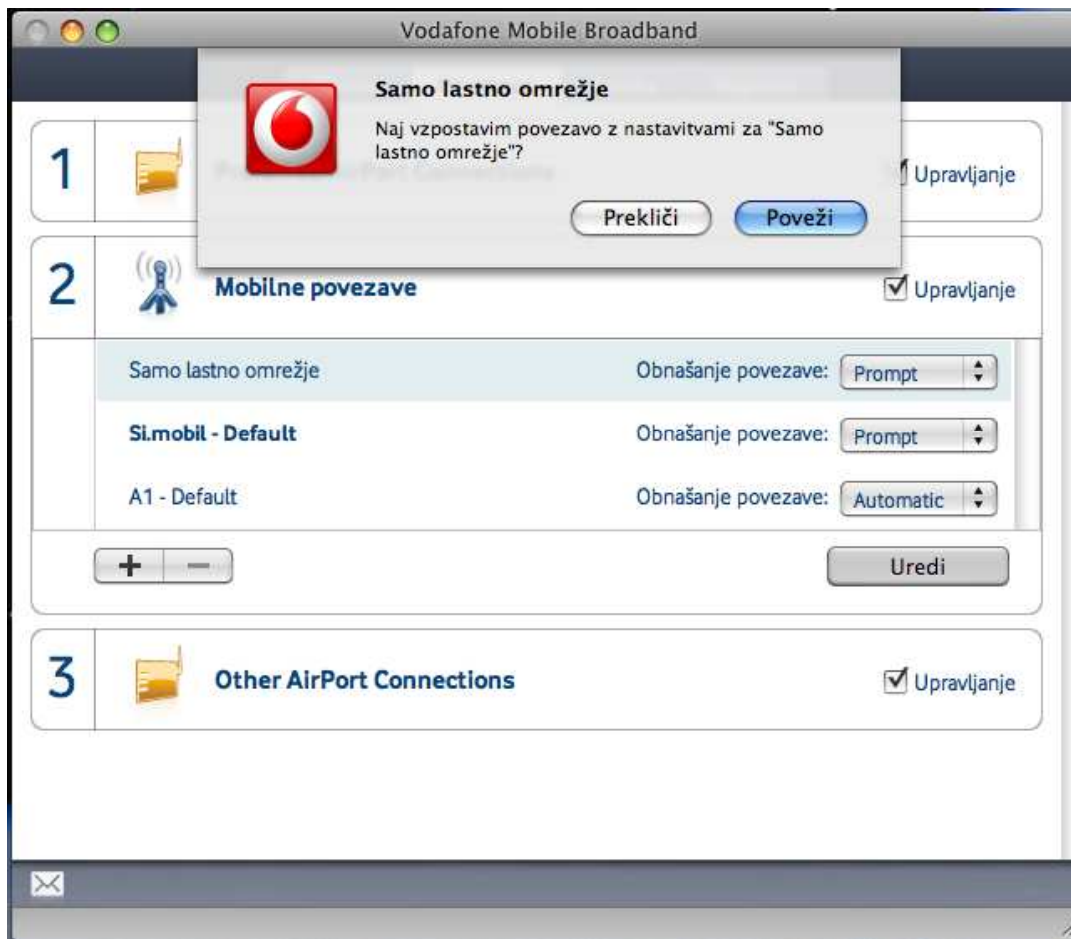 Vodafone Mobile Broadband
Samo lastno omrežje
Naj vzpostavim povezavo z nastavitvami za "Samo
lastno omrežje"?
Prekliči
Poveži
1
AirPort Connections
Upravljanje
2
Mobilne povezave
Upravljanje
Samo lastno omrežje
Obnašanje povezave:
Prompt
Si.mobil - Default
Obnašanje povezave:
Prompt
A1 - Default
Obnašanje povezave:
Automatic
+
−
Uredi
3
Other AirPort Connections
Upravljanje